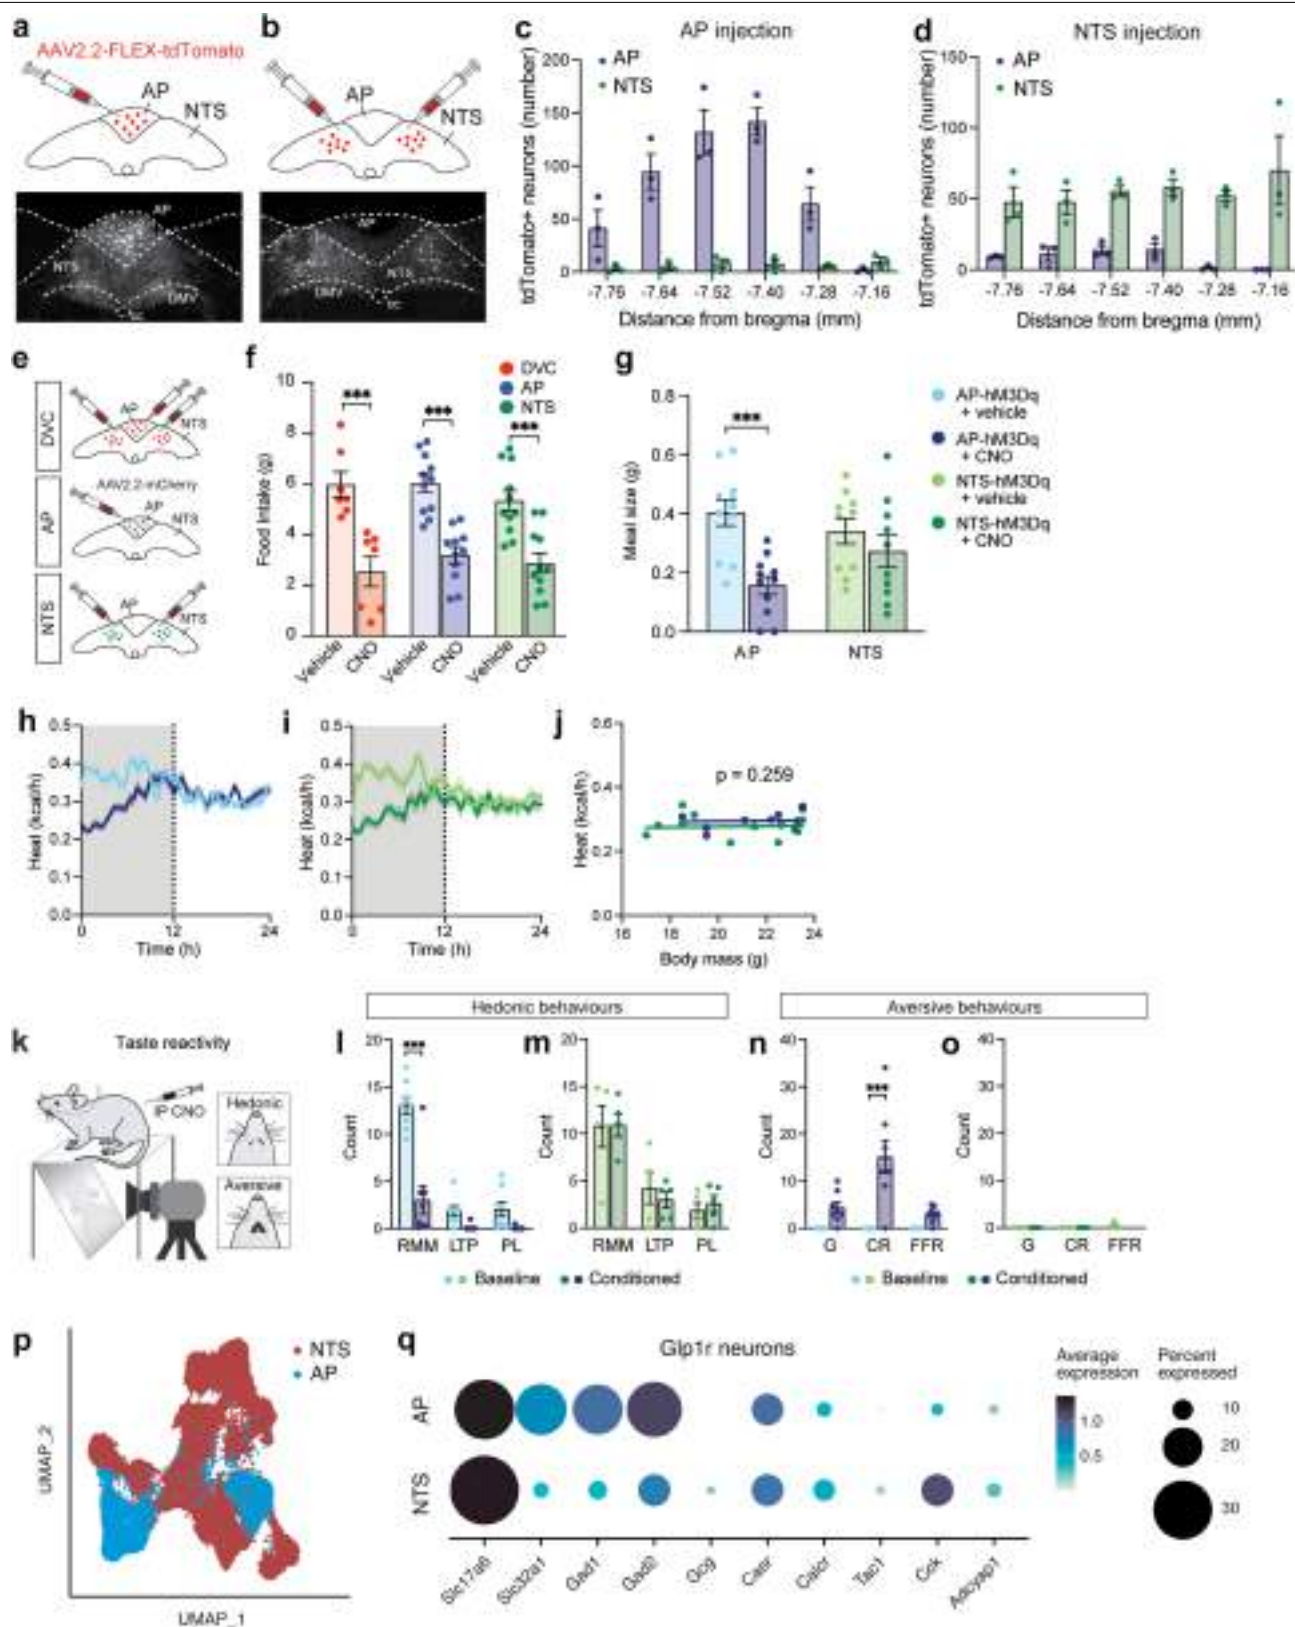 a
b
c
AP injection
d
NTS injection
AAV2.2-FLEX-tdTomato
AP
NTS
AP
NTS
AP
NTS
DMV
cc
AP
NTS
DMV
cc
tdTomato+ neurons (number)
200
150
100
50
0
AP
NTS
-7.76
-7.64
-7.52
-7.40
-7.28
-7.16
Distance from bregma (mm)
tdTomato+ neurons (number)
150
100
50
0
AP
NTS
-7.76
-7.64
-7.52
-7.40
-7.28
-7.16
Distance from bregma (mm)
e
DVC
AP
NTS
AP
AAV2.2-mCherry
AP
NTS
NTS
AP
NTS
f
Food Intake (g)
10
8
6
4
2
0
DVC
AP
NTS
***
***
***
Vehicle
CNO
Vehicle
CNO
Vehicle
CNO
g
Meal size (g)
0.8
0.6
0.4
0.2
0.0
***
AP
NTS
AP-hM3Dq
+ vehicle
AP-hM3Dq
+ CNO
NTS-hM3Dq
+ vehicle
NTS-hM3Dq
+ CNO
h
Heat (kcal/h)
0.5
0.4
0.3
0.2
0.1
0.0
0
12
24
Time (h)
i
Heat (kcal/h)
0.5
0.4
0.3
0.2
0.1
0.0
0
12
24
Time (h)
j
Heat (kcal/h)
0.6
0.4
0.2
0.0
p = 0.259
16
18
20
22
24
Body mass (g)
Hedonic behaviours
Aversive behaviours
k
Taste reactivity
IP CNO
Hedonic
Aversive
l
Count
20
15
10
5
0
***
RMM
LTP
PL
m
Count
20
15
10
5
0
RMM
LTP
PL
Baseline
Conditioned
n
Count
40
30
20
10
0
***
G
CR
FFR
o
Count
40
30
20
10
0
G
CR
FFR
Baseline
Conditioned
p
NTS
AP
UMAP_2
UMAP_1
q
Glp1r neurons
AP
NTS
Slc17a6
Slc32a1
Gad1
Gad2
Gcg
Casr
Calcr
Tac1
Cck
Adcyap1
Average
expression
1.0
0.5
Percent
expressed
10
20
30